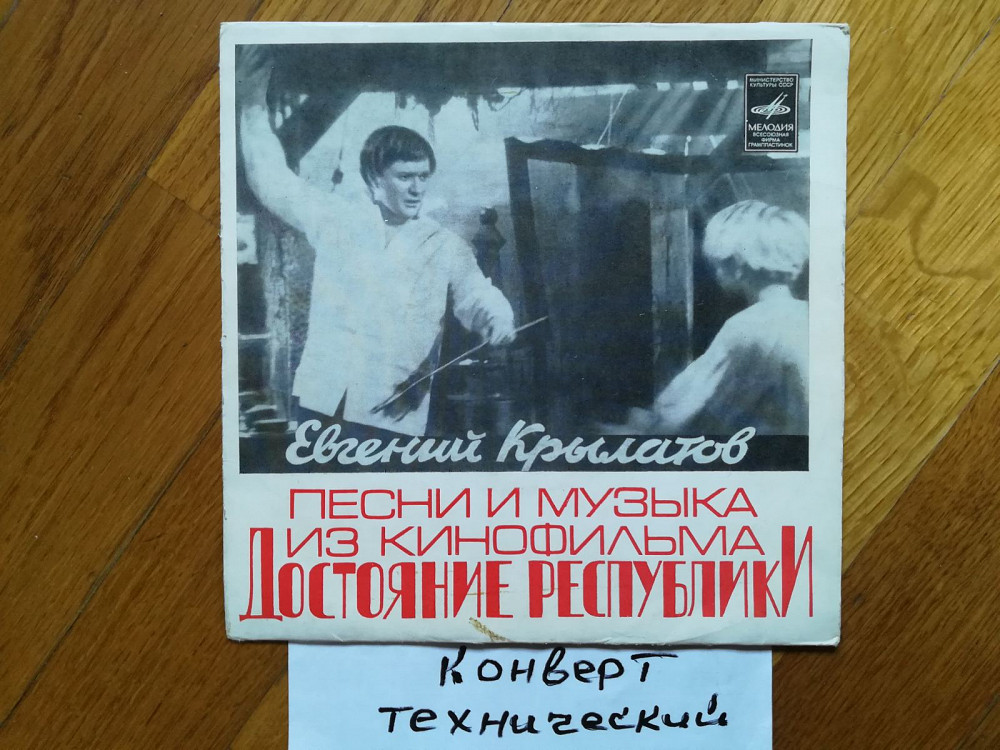 МИНИСТЕРСТВО
КУЛЬТУРЫ СССР
МЕЛОДИЯ
ВСЕСОЮЗНАЯ
ФИРМА
ГРАМПЛАСТИНОК
Евгений Крылатов
ПЕСНИ И МУЗЫКА
ИЗ КИНОФИЛЬМА
ДОСТОЯНИЕ РЕСПУБЛИКИ
Конверт
технический